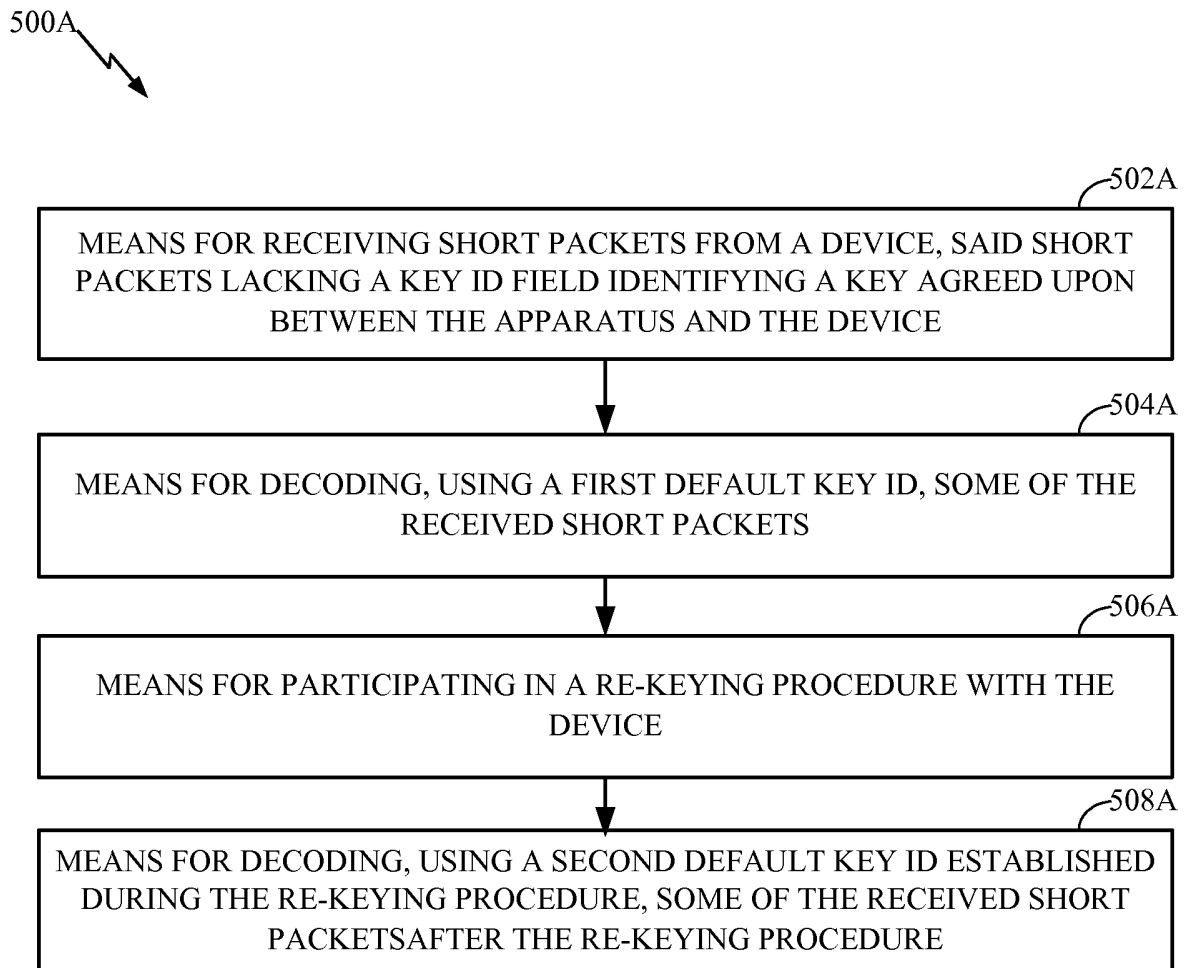 500A
502A
MEANS FOR RECEIVING SHORT PACKETS FROM A DEVICE, SAID SHORT
PACKETS LACKING A KEY ID FIELD IDENTIFYING A KEY AGREED UPON
BETWEEN THE APPARATUS AND THE DEVICE
504A
MEANS FOR DECODING, USING A FIRST DEFAULT KEY ID, SOME OF THE
RECEIVED SHORT PACKETS
506A
MEANS FOR PARTICIPATING IN A RE-KEYING PROCEDURE WITH THE
DEVICE
508A
MEANS FOR DECODING, USING A SECOND DEFAULT KEY ID ESTABLISHED
DURING THE RE-KEYING PROCEDURE, SOME OF THE RECEIVED SHORT
PACKETSAFTER THE RE-KEYING PROCEDURE